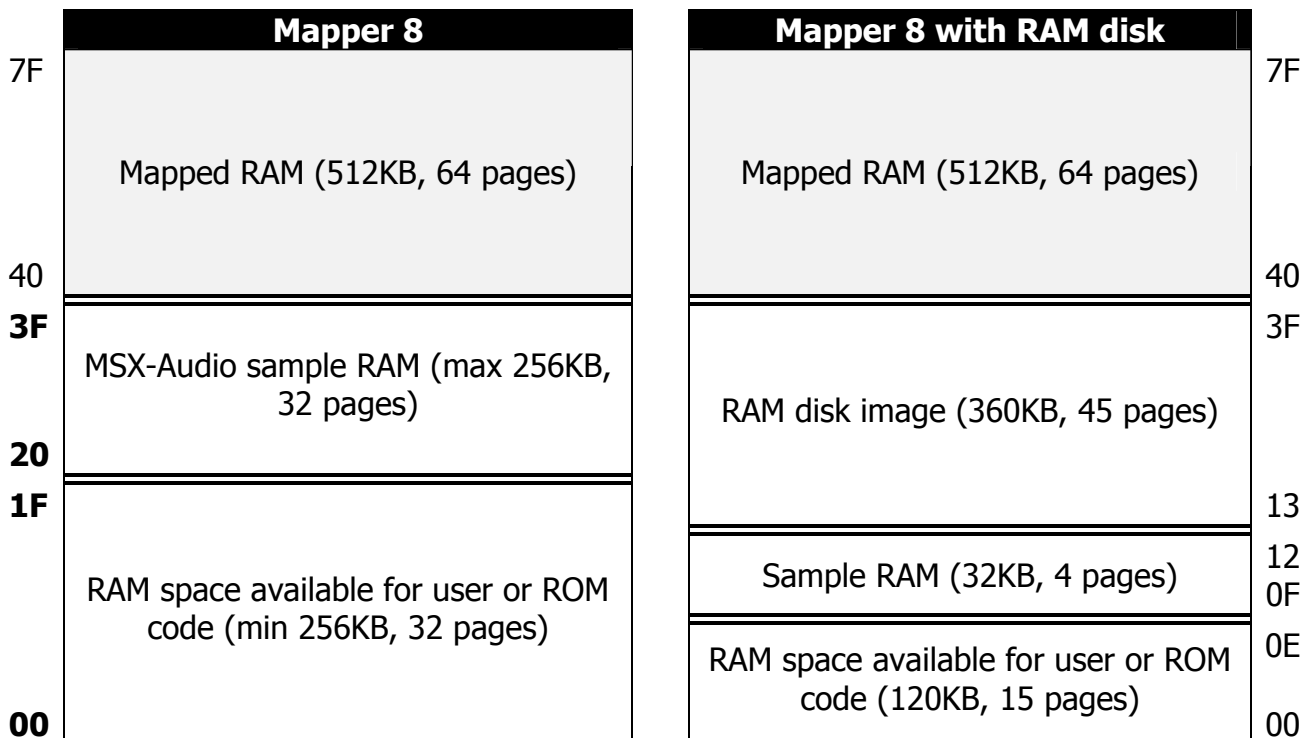 Mapper 8
7F
Mapped RAM (512KB, 64 pages)
40
3F
MSX-Audio sample RAM (max 256KB,
32 pages)
20
1F
RAM space available for user or ROM
code (min 256KB, 32 pages)
00
Mapper 8 with RAM disk
7F
Mapped RAM (512KB, 64 pages)
40
3F
RAM disk image (360KB, 45 pages)
13
12
Sample RAM (32KB, 4 pages)
0F
0E
RAM space available for user or ROM
code (120KB, 15 pages)
00